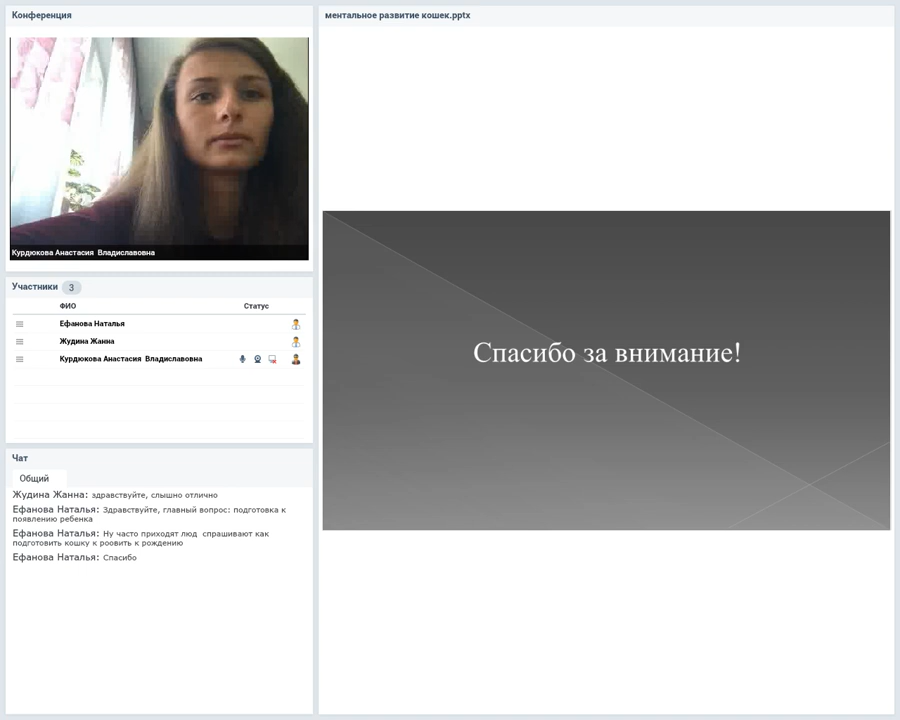 Конференция
Курдюкова Анастасия Владиславовна
Участники 3
ФИО Статус
Ефанова Наталья
Жудина Жанна
Курдюкова Анастасия Владиславовна
Чат
Общий
Жудина Жанна: здравствуйте, слышно отлично
Ефанова Наталья: Здравствуйте, главный вопрос: подготовка к
появлению ребенка
Ефанова Наталья: Ну часто приходят люд спрашивают как
подготовить кошку к роовить к рождению
Ефанова Наталья: Спасибо
ментальное развитие кошек.pptx
Спасибо за внимание!